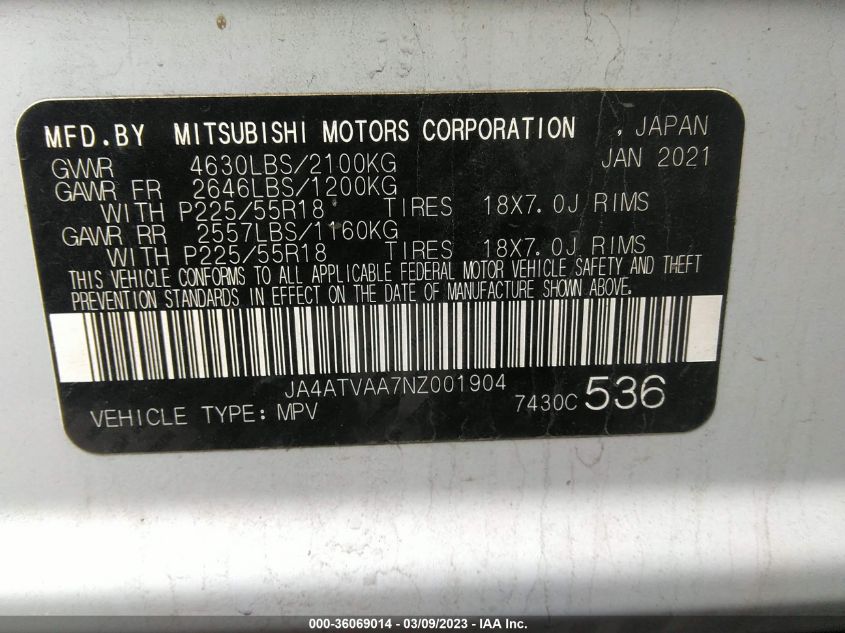 MFD.BY MITSUBISHI MOTORS CORPORATION , JAPAN
GVWR 4630LBS/2100KG JAN 2021
GAWR FR 2646LBS/1200KG
WITH P225/55R18 TIRES 18X7.0J RIMS
GAWR RR 2557LBS/1160KG
WITH P225/55R18 TIRES 18X7.0J RIMS
THIS VEHICLE CONFORMS TO ALL APPLICABLE FEDERAL MOTOR VEHICLE SAFETY AND THEFT
PREVENTION STANDARDS IN EFFECT ON THE DATE OF MANUFACTURE SHOWN ABOVE.
JA4ATVAA7NZ001904
VEHICLE TYPE: MPV 7430C 536
000-36069014 — 03/09/2023 — IAA Inc.